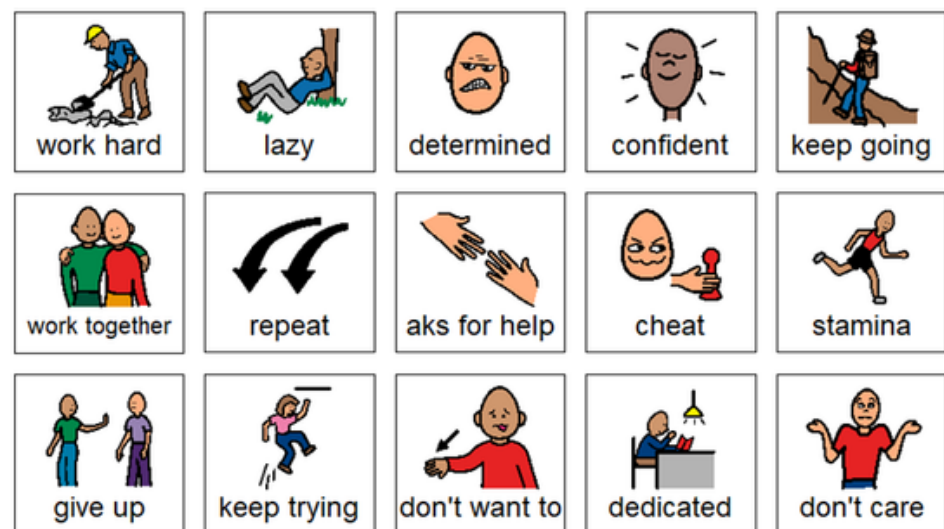 work hard
lazy
determined
confident
keep going
work together
repeat
aks for help
cheat
stamina
give up
keep trying
don't want to
dedicated
don't care